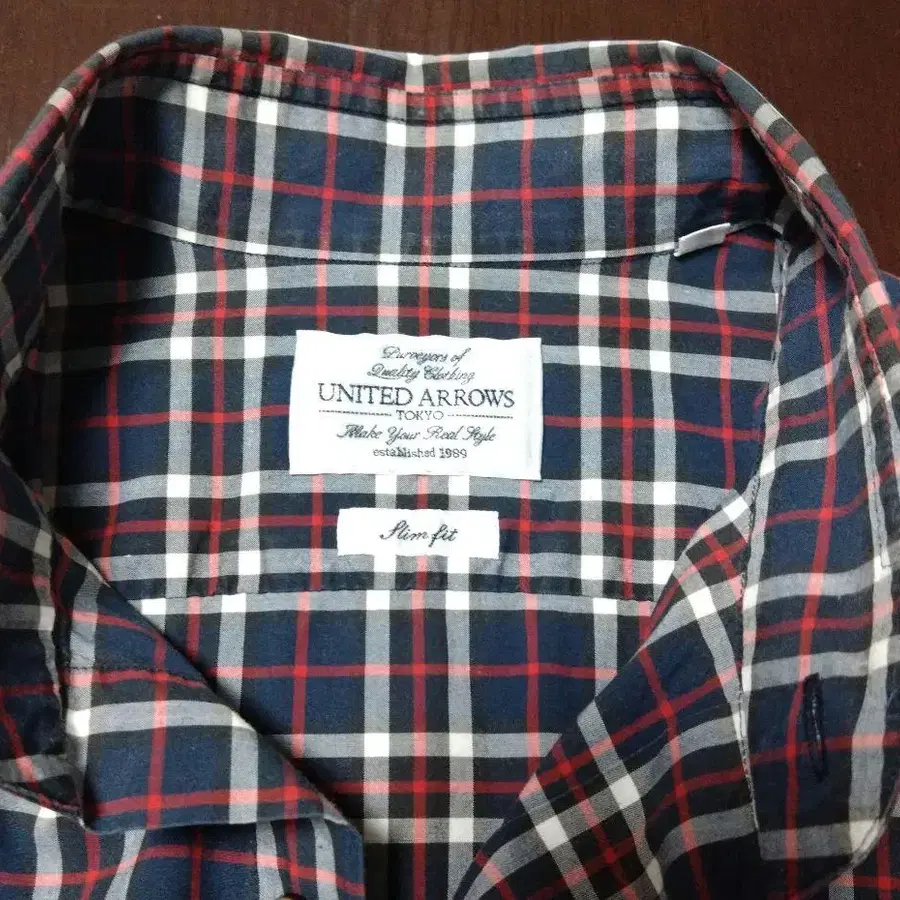 Purveyors of
Quality Clothing
UNITED ARROWS
TOKYO
Make Your Real Style
established 1989
Slim fit